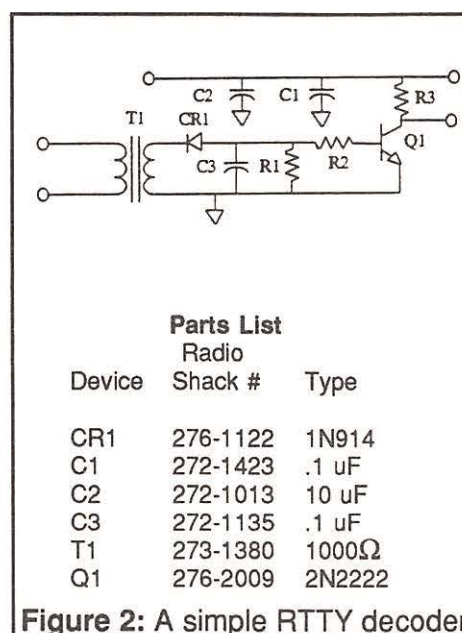 C2
C1
R3
T1
CR1
Q1
C3
R1
R2
Parts List
Radio
Device Shack # Type
CR1 276-1122 1N914
C1 272-1423 .1 uF
C2 272-1013 10 uF
C3 272-1135 .1 uF
T1 273-1380 1000Ω
Q1 276-2009 2N2222
Figure 2: A simple RTTY decoder